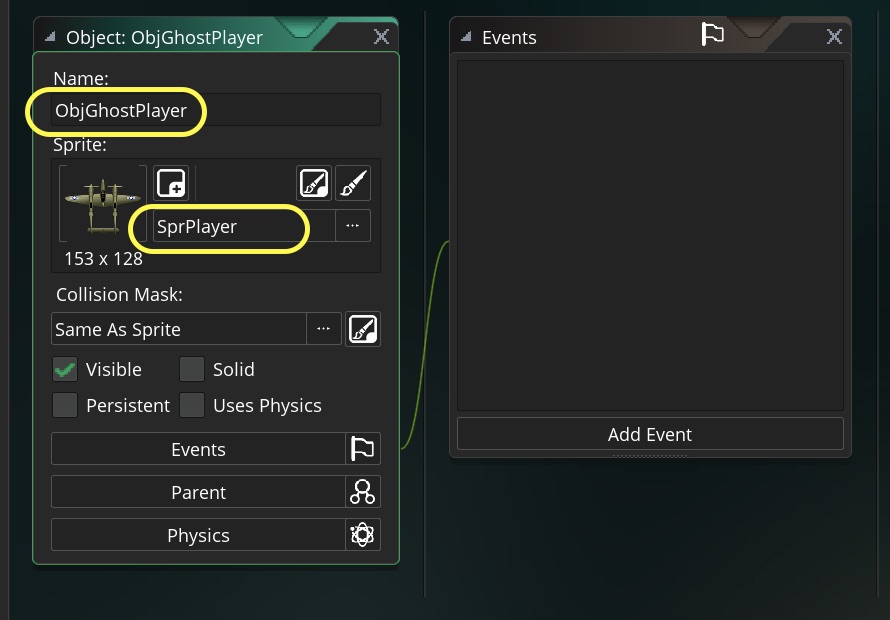 Object: ObjGhostPlayer
Name:
ObjGhostPlayer
Sprite:
SprPlayer
...
153 x 128
Collision Mask:
Same As Sprite
...
Visible
Solid
Persistent
Uses Physics
Events
Parent
Physics
Events
Add Event